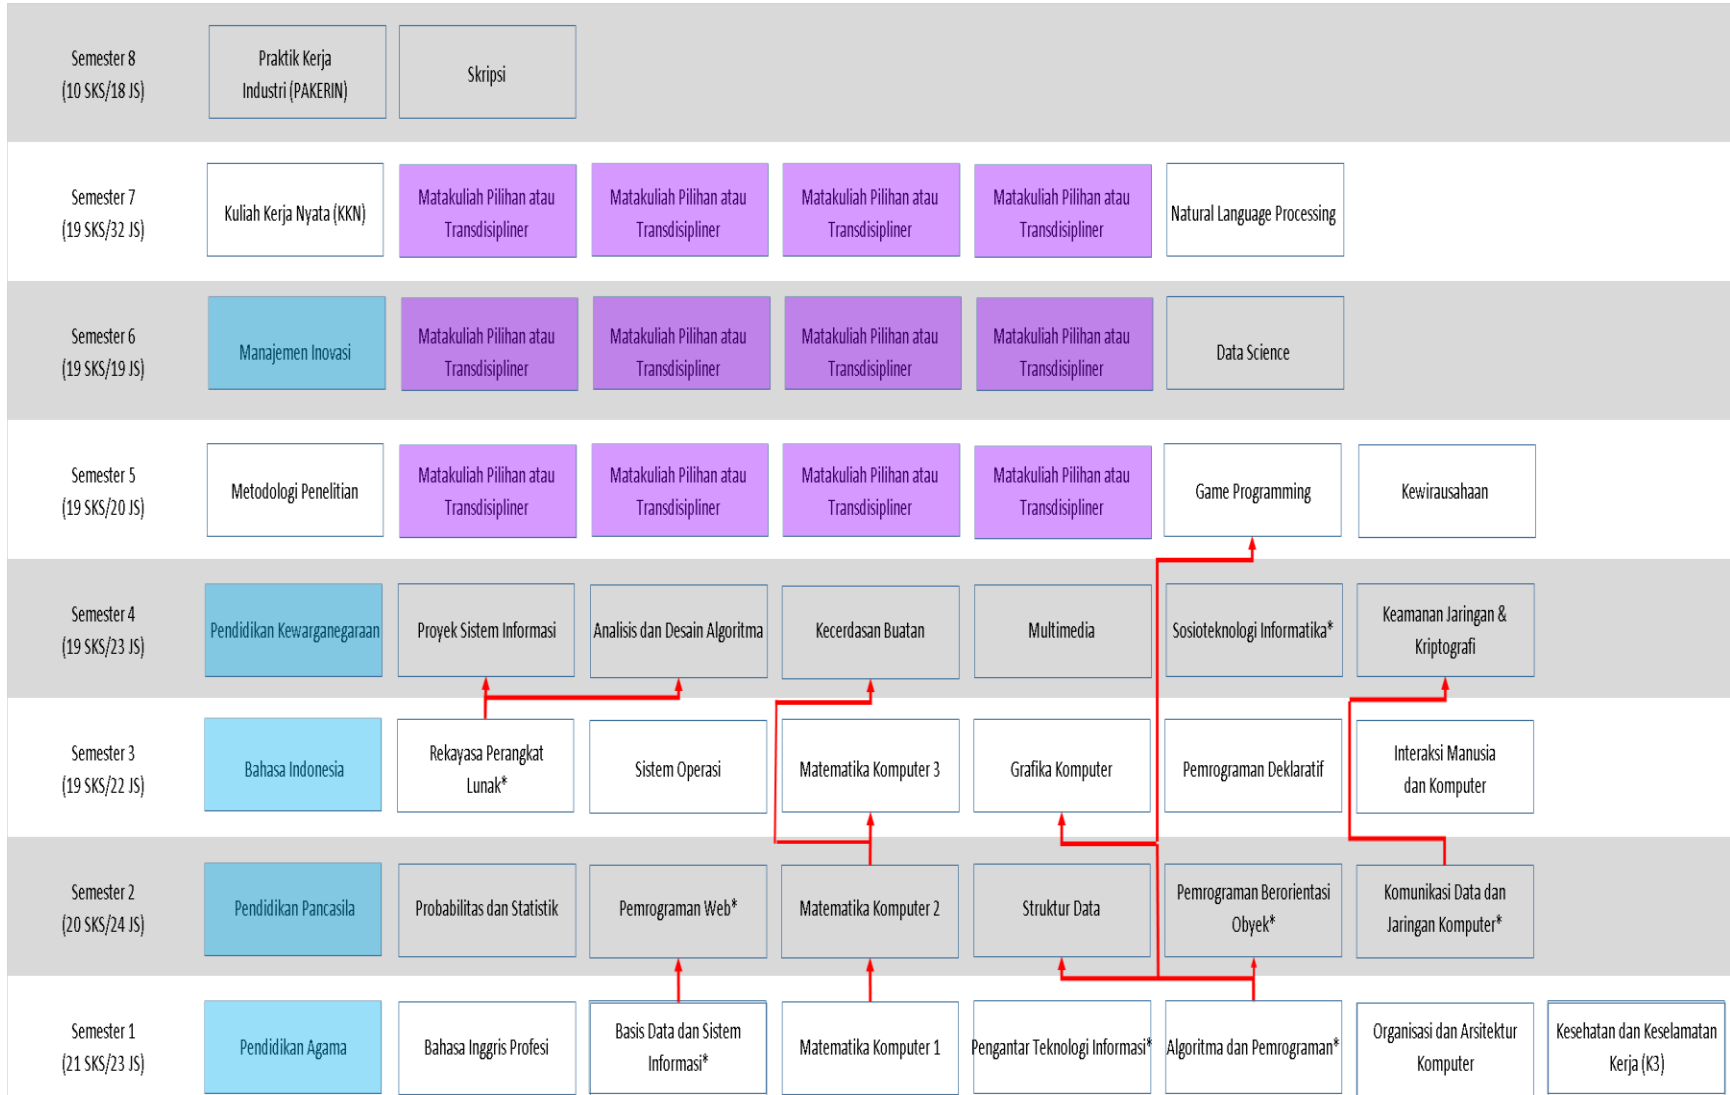 Semester 8
(10 SKS/18 JS)
Praktik Kerja
Industri (PAKERIN)
Skripsi
Semester 7
(19 SKS/32 JS)
Kuliah Kerja Nyata (KKN)
Matakuliah Pilihan atau
Transdisipliner
Matakuliah Pilihan atau
Transdisipliner
Matakuliah Pilihan atau
Transdisipliner
Matakuliah Pilihan atau
Transdisipliner
Natural Language Processing
Semester 6
(19 SKS/19 JS)
Manajemen Inovasi
Matakuliah Pilihan atau
Transdisipliner
Matakuliah Pilihan atau
Transdisipliner
Matakuliah Pilihan atau
Transdisipliner
Matakuliah Pilihan atau
Transdisipliner
Data Science
Semester 5
(19 SKS/20 JS)
Metodologi Penelitian
Matakuliah Pilihan atau
Transdisipliner
Matakuliah Pilihan atau
Transdisipliner
Matakuliah Pilihan atau
Transdisipliner
Matakuliah Pilihan atau
Transdisipliner
Game Programming
Kewirausahaan
Semester 4
(19 SKS/23 JS)
Pendidikan Kewarganegaraan
Proyek Sistem Informasi
Analisis dan Desain Algoritma
Kecerdasan Buatan
Multimedia
Sosioteknologi Informatika*
Keamanan Jaringan &
Kriptografi
Semester 3
(19 SKS/22 JS)
Bahasa Indonesia
Rekayasa Perangkat
Lunak*
Sistem Operasi
Matematika Komputer 3
Grafika Komputer
Pemrograman Deklaratif
Interaksi Manusia
dan Komputer
Semester 2
(20 SKS/24 JS)
Pendidikan Pancasila
Probabilitas dan Statistik
Pemrograman Web*
Matematika Komputer 2
Struktur Data
Pemrograman Berorientasi
Obyek*
Komunikasi Data dan
Jaringan Komputer*
Semester 1
(21 SKS/23 JS)
Pendidikan Agama
Bahasa Inggris Profesi
Basis Data dan Sistem
Informasi*
Matematika Komputer 1
Pengantar Teknologi Informasi*
Algoritma dan Pemrograman*
Organisasi dan Arsitektur
Komputer
Kesehatan dan Keselamatan
Kerja (K3)